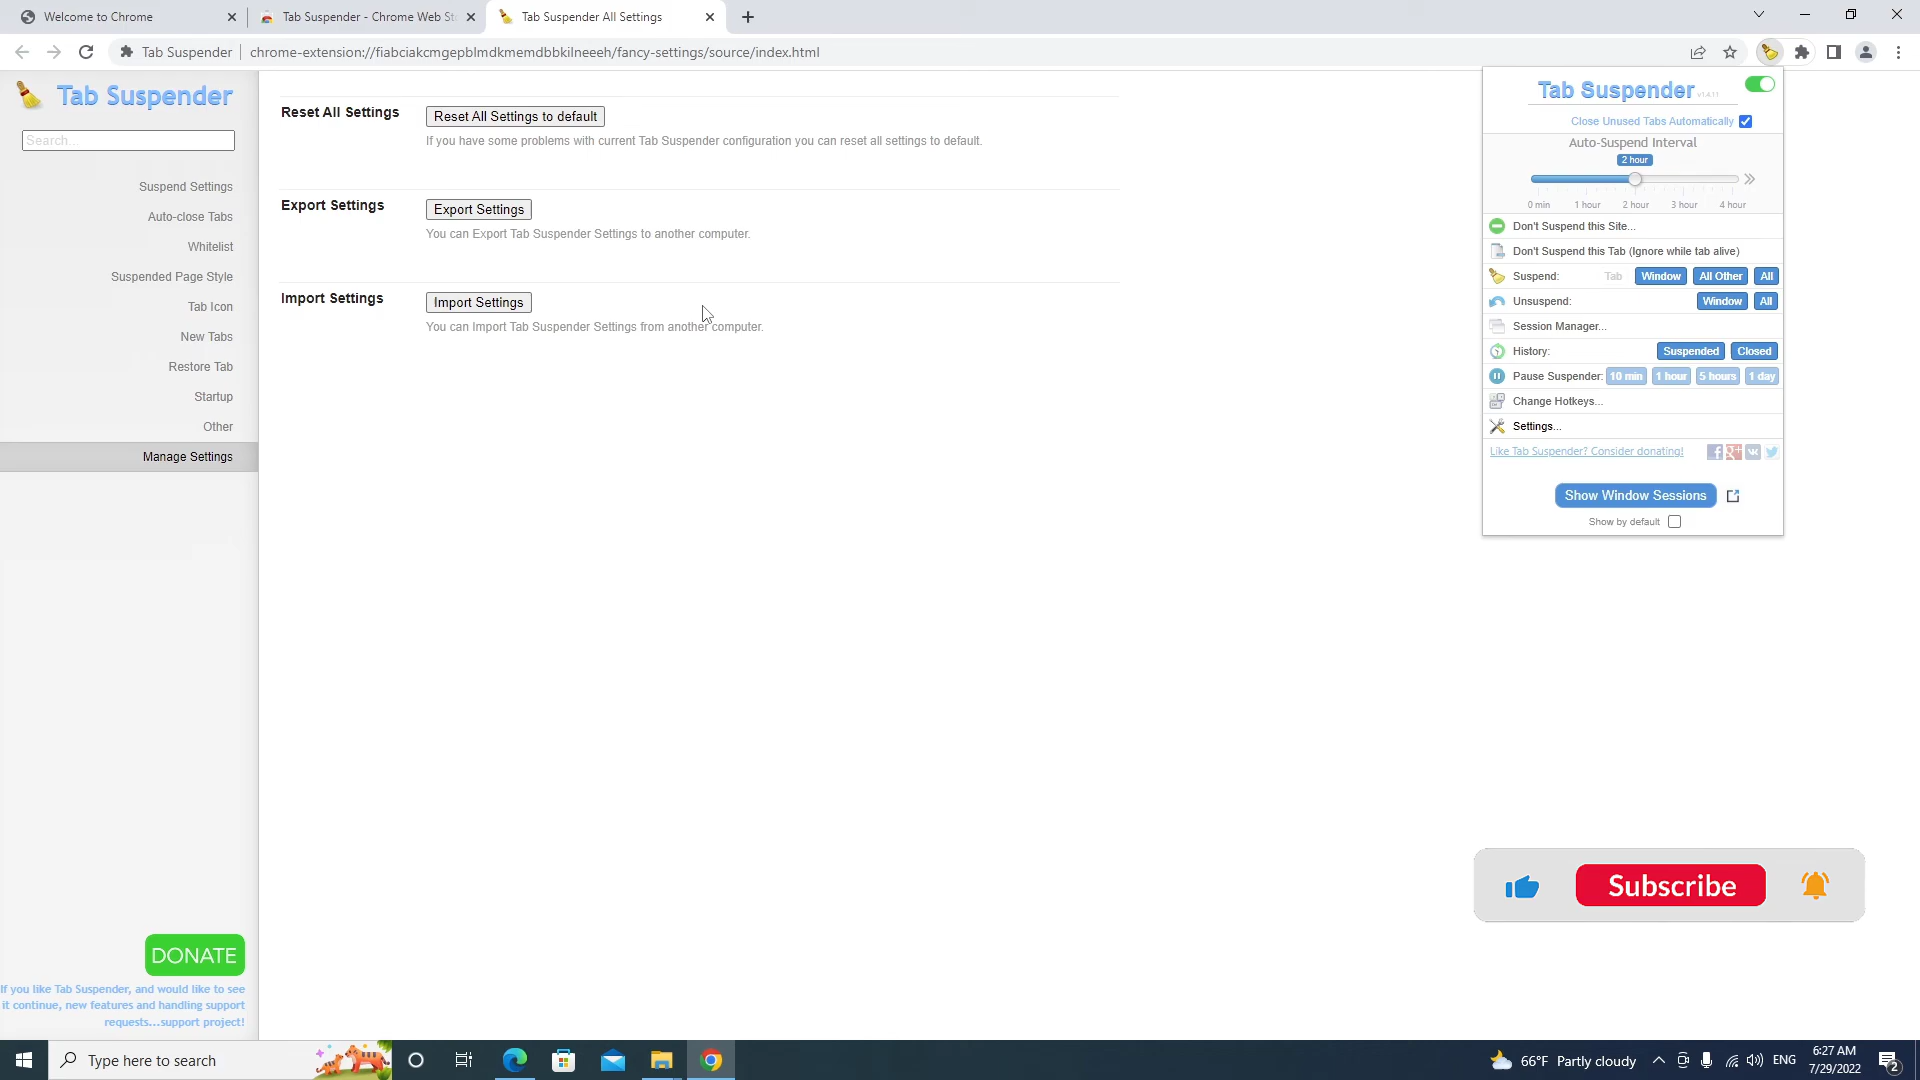 Welcome to Chrome
Tab Suspender - Chrome Web St
Tab Suspender All Settings
Tab Suspender
chrome-extension://fiabciakcmgepblmdkmemdbbkilneeeh/fancy-settings/source/index.html
Tab Suspender
Search...
Suspend Settings
Auto-close Tabs
Whitelist
Suspended Page Style
Tab Icon
New Tabs
Restore Tab
Startup
Other
Manage Settings
DONATE
If you like Tab Suspender, and would like to see
it continue, new features and handling support
requests...support project!
Reset All Settings
Reset All Settings to default
If you have some problems with current Tab Suspender configuration you can reset all settings to default.
Export Settings
Export Settings
You can Export Tab Suspender Settings to another computer.
Import Settings
Import Settings
You can Import Tab Suspender Settings from another computer.
Tab Suspender v1.4.11
Close Unused Tabs Automatically
Auto-Suspend Interval
2 hour
0 min 1 hour 2 hour 3 hour 4 hour
Don't Suspend this Site...
Don't Suspend this Tab (Ignore while tab alive)
Suspend: Tab Window All Other All
Unsuspend: Window All
Session Manager...
History: Suspended Closed
Pause Suspender: 10 min 1 hour 5 hours 1 day
Change Hotkeys...
Settings...
Like Tab Suspender? Consider donating!
Show Window Sessions
Show by default
Subscribe
Type here to search
66°F Partly cloudy
ENG
6:27 AM
7/29/2022
2